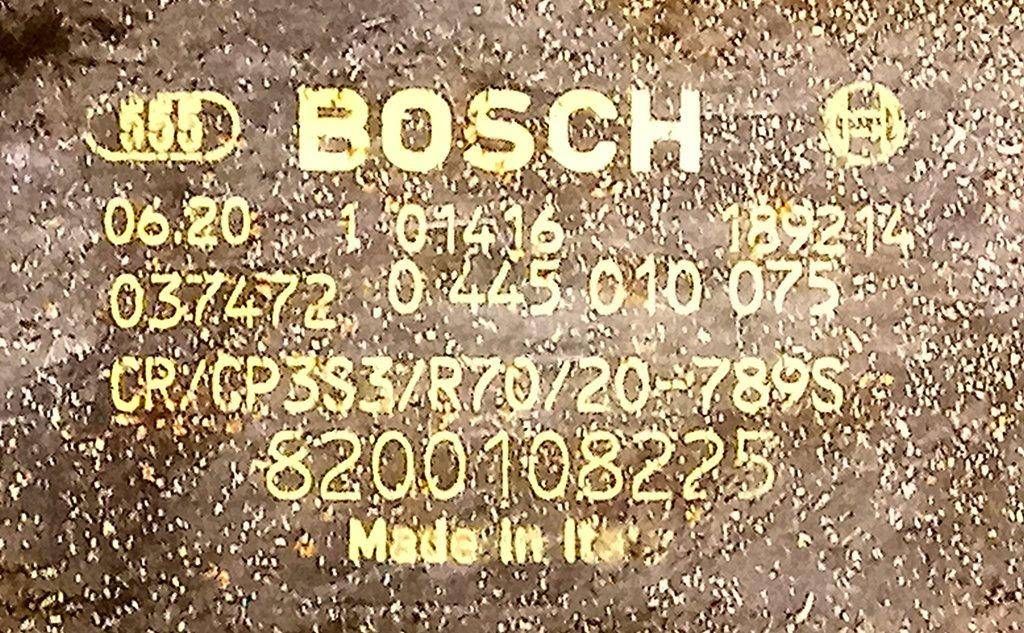 555 BOSCH
06.20 1 01416 189214
037472 0 445 010 075
CR/CP3S3/R70/20-789S
8200108225
Made in Italy